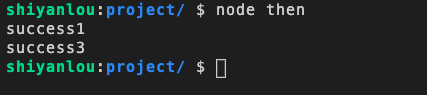 shiyanlou:project/ $ node then
success1
success3
shiyanlou:project/ $